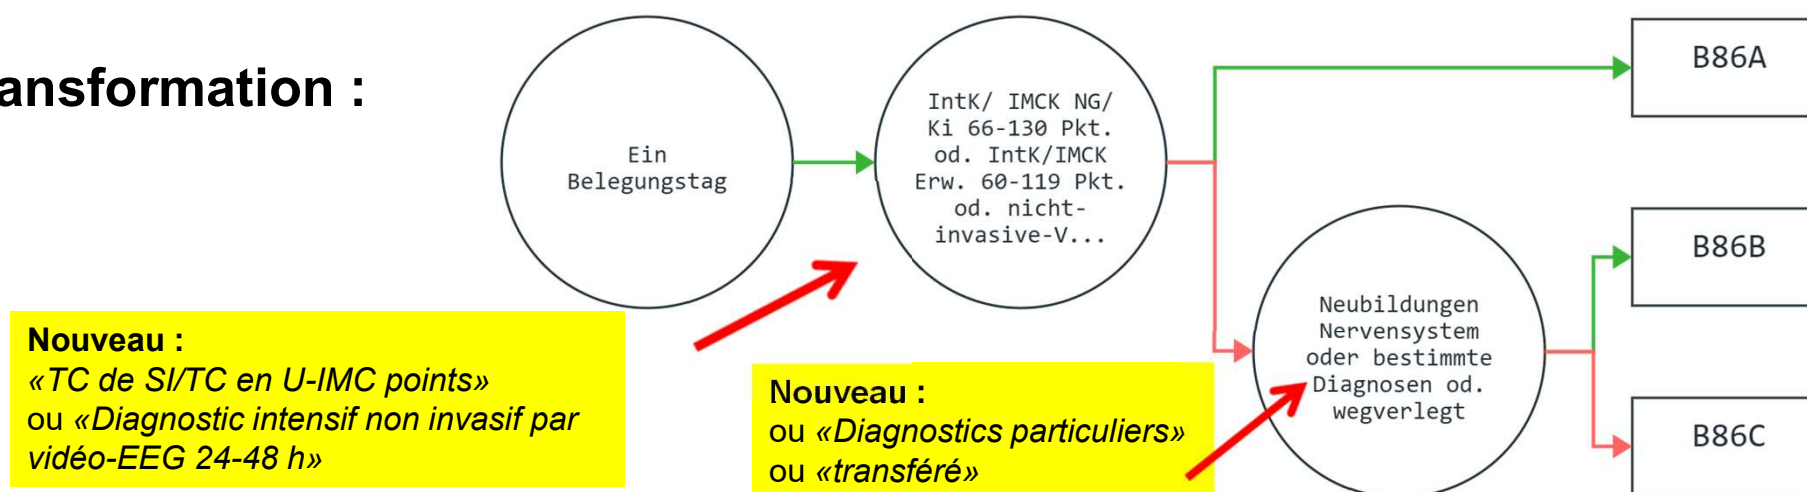 ansformation :
Ein
Belegungstag
IntK/ IMCK NG/
Ki 66-130 Pkt.
od. IntK/IMCK
Erw. 60-119 Pkt.
od. nicht-
invasive-V...
B86A
B86B
Neubildungen
Nervensystem
oder bestimmte
Diagnosen od.
wegverlegt
B86C
Nouveau :
«TC de SI/TC en U-IMC points»
ou «Diagnostic intensif non invasif par
vidéo-EEG 24-48 h»
Nouveau :
ou «Diagnostics particuliers»
ou «transféré»